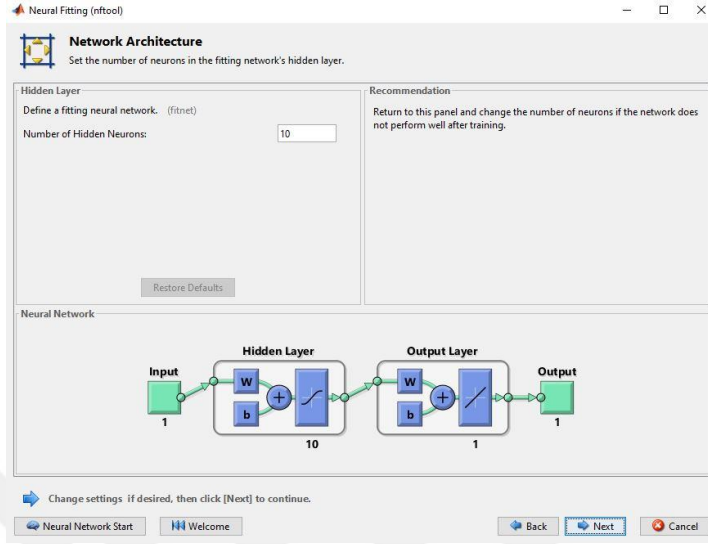 Neural Fitting (nftool)
Network Architecture
Set the number of neurons in the fitting network's hidden layer.
Hidden Layer
Define a fitting neural network. (fitnet)
Number of Hidden Neurons: 10
Restore Defaults
Recommendation
Return to this panel and change the number of neurons if the network does
not perform well after training.
Neural Network
Hidden Layer Output Layer
Input Output
W W
b b
1 1
10 1
Change settings if desired, then click [Next] to continue.
Neural Network Start Welcome Back Next Cancel